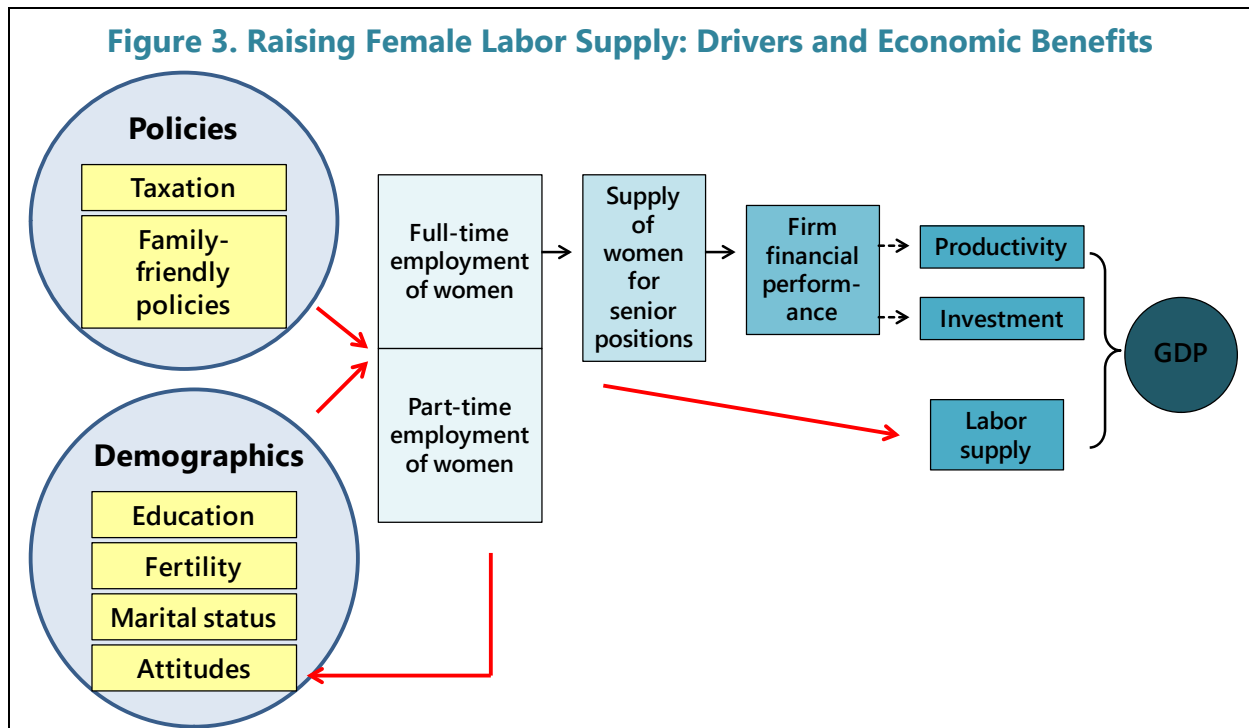 Figure 3. Raising Female Labor Supply: Drivers and Economic Benefits
Policies
Taxation
Family-
friendly
policies
Demographics
Education
Fertility
Marital status
Attitudes
Full-time
employment
of women
Part-time
employment
of women
Supply
of
women
for
senior
positions
Firm
financial
perform-
ance
Productivity
Investment
Labor
supply
GDP